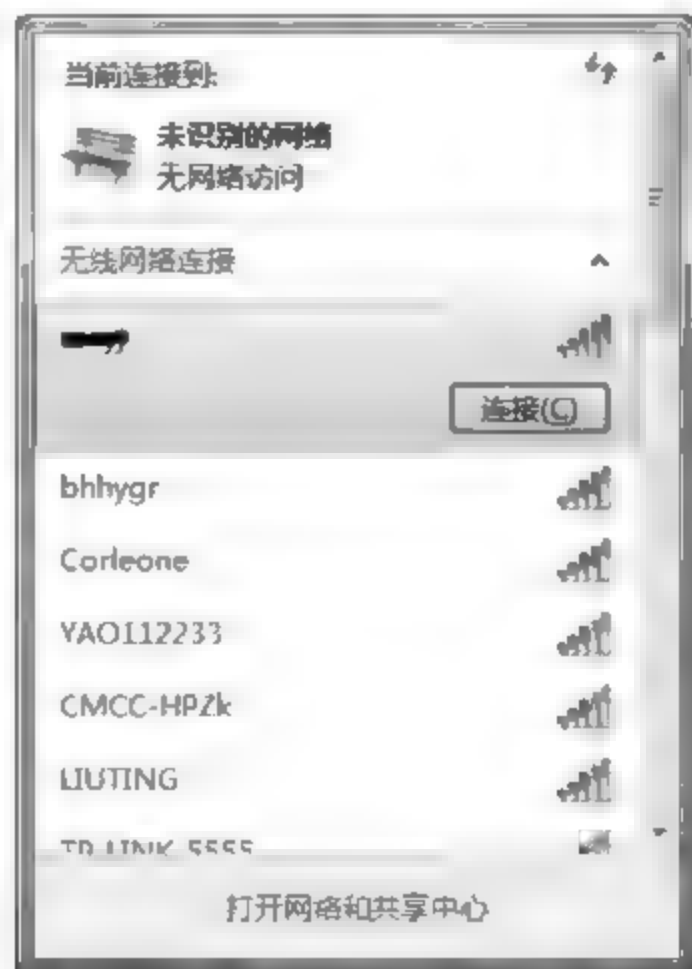 当前连接到:
未识别的网络
无网络访问
无线网络连接
连接(C)
bhhygr
Corleone
YAO112233
CMCC-HPZk
LIUTING
TP-LINK_5555
打开网络和共享中心